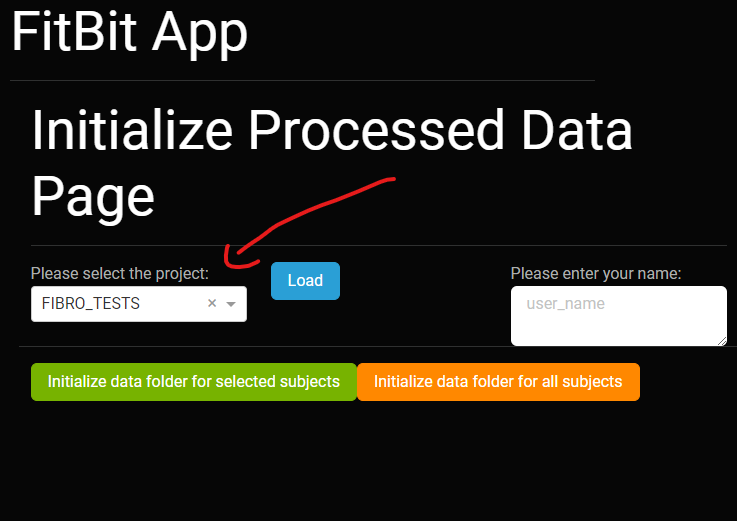 FitBit App
Initialize Processed Data
Page
Please select the project:
FIBRO_TESTS
Load
Please enter your name:
user_name
Initialize data folder for selected subjects
Initialize data folder for all subjects